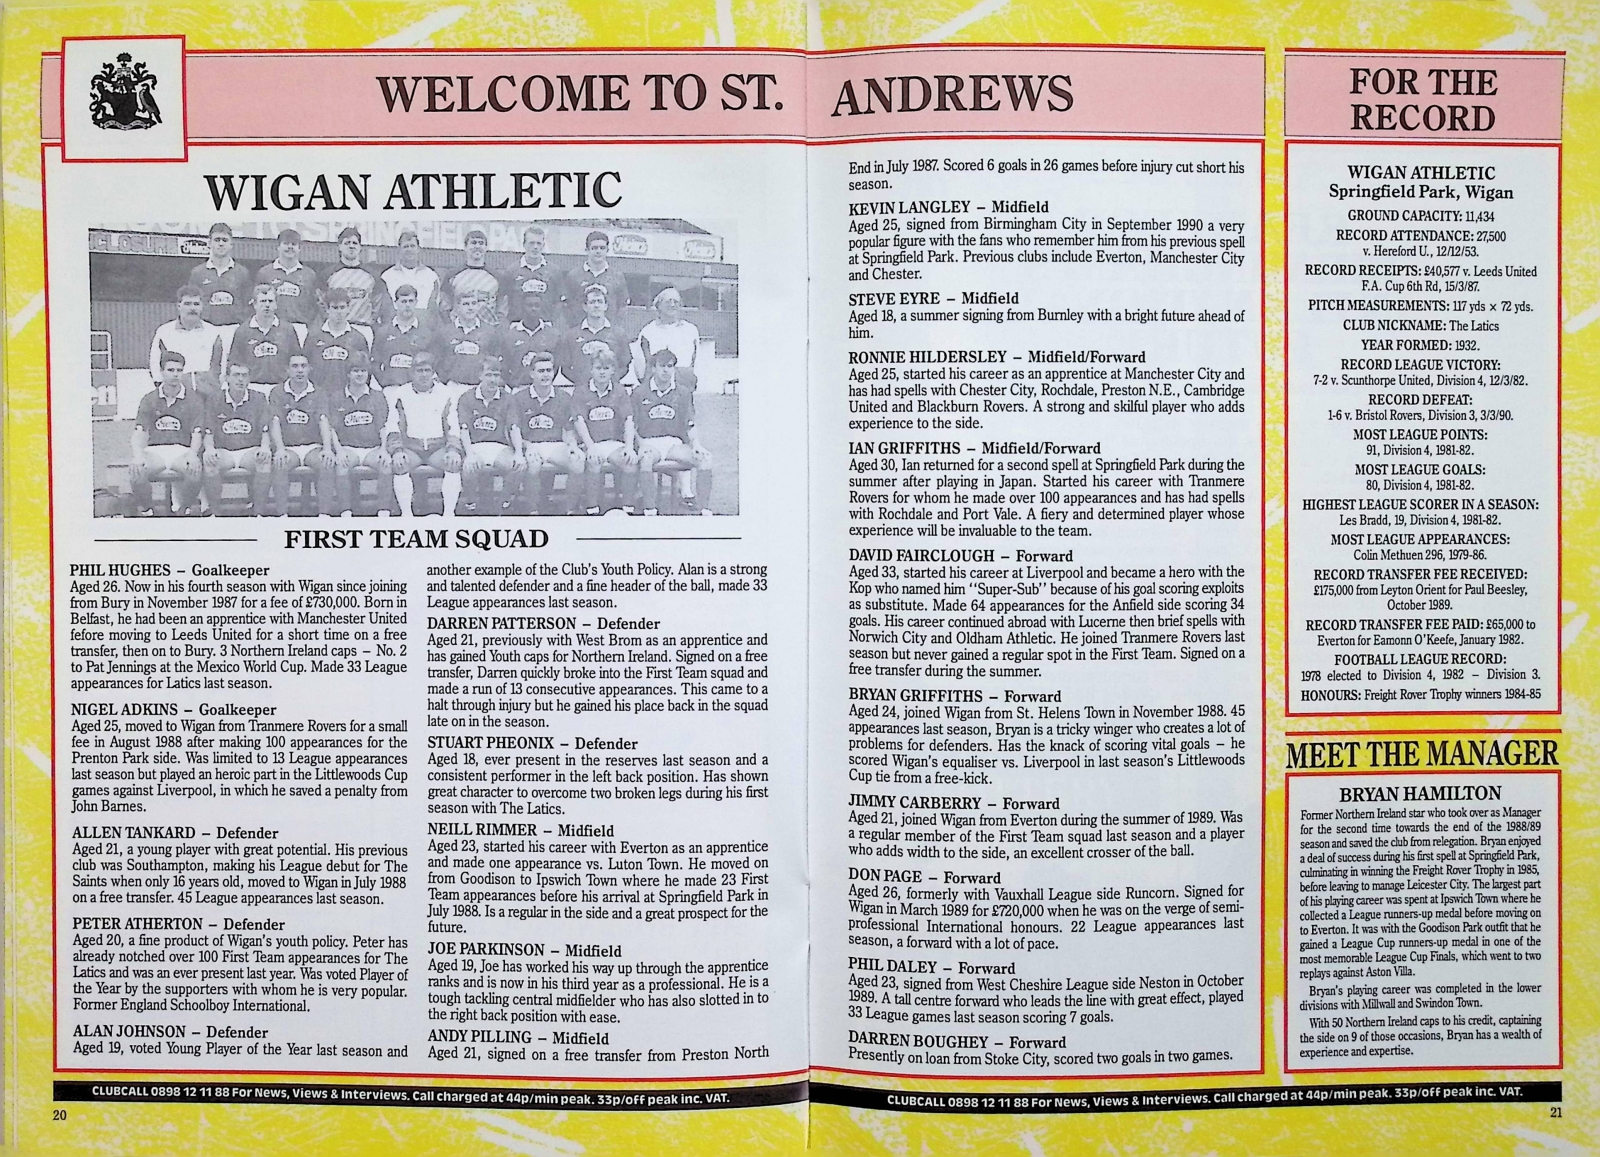 WELCOME TO ST. ANDREWS
WIGAN ATHLETIC
FIRST TEAM SQUAD
PHIL HUGHES – Goalkeeper
Aged 26. Now in his fourth season with Wigan since joining
from Bury in November 1987 for a fee of £730,000. Born in
Belfast, he had been an apprentice with Manchester United
fefore moving to Leeds United for a short time on a free
transfer, then on to Bury. 3 Northern Ireland caps – No. 2
to Pat Jennings at the Mexico World Cup. Made 33 League
appearances for Latics last season.
NIGEL ADKINS – Goalkeeper
Aged 25, moved to Wigan from Tranmere Rovers for a small
fee in August 1988 after making 100 appearances for the
Prenton Park side. Was limited to 13 League appearances
last season but played an heroic part in the Littlewoods Cup
games against Liverpool, in which he saved a penalty from
John Barnes.
ALLEN TANKARD – Defender
Aged 21, a young player with great potential. His previous
club was Southampton, making his League debut for The
Saints when only 16 years old, moved to Wigan in July 1988
on a free transfer. 45 League appearances last season.
PETER ATHERTON – Defender
Aged 20, a fine product of Wigan's youth policy. Peter has
already notched over 100 First Team appearances for The
Latics and was an ever present last year. Was voted Player of
the Year by the supporters with whom he is very popular.
Former England Schoolboy International.
ALAN JOHNSON – Defender
Aged 19, voted Young Player of the Year last season and
another example of the Club's Youth Policy. Alan is a strong
and talented defender and a fine header of the ball, made 33
League appearances last season.
DARREN PATTERSON – Defender
Aged 21, previously with West Brom as an apprentice and
has gained Youth caps for Northern Ireland. Signed on a free
transfer, Darren quickly broke into the First Team squad and
made a run of 13 consecutive appearances. This came to a
halt through injury but he gained his place back in the squad
late on in the season.
STUART PHEONIX – Defender
Aged 18, ever present in the reserves last season and a
consistent performer in the left back position. Has shown
great character to overcome two broken legs during his first
season with The Latics.
NEILL RIMMER – Midfield
Aged 23, started his career with Everton as an apprentice
and made one appearance vs. Luton Town. He moved on
from Goodison to Ipswich Town where he made 23 First
Team appearances before his arrival at Springfield Park in
July 1988. Is a regular in the side and a great prospect for the
future.
JOE PARKINSON – Midfield
Aged 19, Joe has worked his way up through the apprentice
ranks and is now in his third year as a professional. He is a
tough tackling central midfielder who has also slotted in to
the right back position with ease.
ANDY PILLING – Midfield
Aged 21, signed on a free transfer from Preston North
End in July 1987. Scored 6 goals in 26 games before injury cut short his
season.
KEVIN LANGLEY – Midfield
Aged 25, signed from Birmingham City in September 1990 a very
popular figure with the fans who remember him from his previous spell
at Springfield Park. Previous clubs include Everton, Manchester City
and Chester.
STEVE EYRE – Midfield
Aged 18, a summer signing from Burnley with a bright future ahead of
him.
RONNIE HILDERSLEY – Midfield/Forward
Aged 25, started his career as an apprentice at Manchester City and
has had spells with Chester City, Rochdale, Preston N.E., Cambridge
United and Blackburn Rovers. A strong and skilful player who adds
experience to the side.
IAN GRIFFITHS – Midfield/Forward
Aged 30, Ian returned for a second spell at Springfield Park during the
summer after playing in Japan. Started his career with Tranmere
Rovers for whom he made over 100 appearances and has had spells
with Rochdale and Port Vale. A fiery and determined player whose
experience will be invaluable to the team.
DAVID FAIRCLOUGH – Forward
Aged 33, started his career at Liverpool and became a hero with the
Kop who named him "Super-Sub" because of his goal scoring exploits
as substitute. Made 64 appearances for the Anfield side scoring 34
goals. His career continued abroad with Lucerne then brief spells with
Norwich City and Oldham Athletic. He joined Tranmere Rovers last
season but never gained a regular spot in the First Team. Signed on a
free transfer during the summer.
BRYAN GRIFFITHS – Forward
Aged 24, joined Wigan from St. Helens Town in November 1988. 45
appearances last season, Bryan is a tricky winger who creates a lot of
problems for defenders. Has the knack of scoring vital goals – he
scored Wigan's equaliser vs. Liverpool in last season's Littlewoods
Cup tie from a free-kick.
JIMMY CARBERRY – Forward
Aged 21, joined Wigan from Everton during the summer of 1989. Was
a regular member of the First Team squad last season and a player
who adds width to the side, an excellent crosser of the ball.
DON PAGE – Forward
Aged 26, formerly with Vauxhall League side Runcorn. Signed for
Wigan in March 1989 for £720,000 when he was on the verge of semi-
professional International honours. 22 League appearances last
season, a forward with a lot of pace.
PHIL DALEY – Forward
Aged 23, signed from West Cheshire League side Neston in October
1989. A tall centre forward who leads the line with great effect, played
33 League games last season scoring 7 goals.
DARREN BOUGHEY – Forward
Presently on loan from Stoke City, scored two goals in two games.
FOR THE
RECORD
WIGAN ATHLETIC
Springfield Park, Wigan
GROUND CAPACITY: 11,434
RECORD ATTENDANCE: 27,500
v. Hereford U., 12/12/53.
RECORD RECEIPTS: £40,577 v. Leeds United
F.A. Cup 6th Rd, 15/3/87.
PITCH MEASUREMENTS: 117 yds × 72 yds.
CLUB NICKNAME: The Latics
YEAR FORMED: 1932.
RECORD LEAGUE VICTORY:
7-2 v. Scunthorpe United, Division 4, 12/3/82.
RECORD DEFEAT:
1-6 v. Bristol Rovers, Division 3, 3/3/90.
MOST LEAGUE POINTS:
91, Division 4, 1981-82.
MOST LEAGUE GOALS:
80, Division 4, 1981-82.
HIGHEST LEAGUE SCORER IN A SEASON:
Les Bradd, 19, Division 4, 1981-82.
MOST LEAGUE APPEARANCES:
Colin Methuen 296, 1979-86.
RECORD TRANSFER FEE RECEIVED:
£175,000 from Leyton Orient for Paul Beesley,
October 1989.
RECORD TRANSFER FEE PAID: £65,000 to
Everton for Eamonn O'Keefe, January 1982.
FOOTBALL LEAGUE RECORD:
1978 elected to Division 4, 1982 – Division 3.
HONOURS: Freight Rover Trophy winners 1984-85
MEET THE MANAGER
BRYAN HAMILTON
Former Northern Ireland star who took over as Manager
for the second time towards the end of the 1988/89
season and saved the club from relegation. Bryan enjoyed
a deal of success during his first spell at Springfield Park,
culminating in winning the Freight Rover Trophy in 1985,
before leaving to manage Leicester City. The largest part
of his playing career was spent at Ipswich Town where he
collected a League runners-up medal before moving on
to Everton. It was with the Goodison Park outfit that he
gained a League Cup runners-up medal in one of the
most memorable League Cup Finals, which went to two
replays against Aston Villa.
Bryan's playing career was completed in the lower
divisions with Millwall and Swindon Town.
With 50 Northern Ireland caps to his credit, captaining
the side on 9 of those occasions, Bryan has a wealth of
experience and expertise.
CLUBCALL 0898 12 11 88 For News, Views & Interviews. Call charged at 44p/min peak. 33p/off peak inc. VAT.
CLUBCALL 0898 12 11 88 For News, Views & Interviews. Call charged at 44p/min peak. 33p/off peak inc. VAT.
20
21